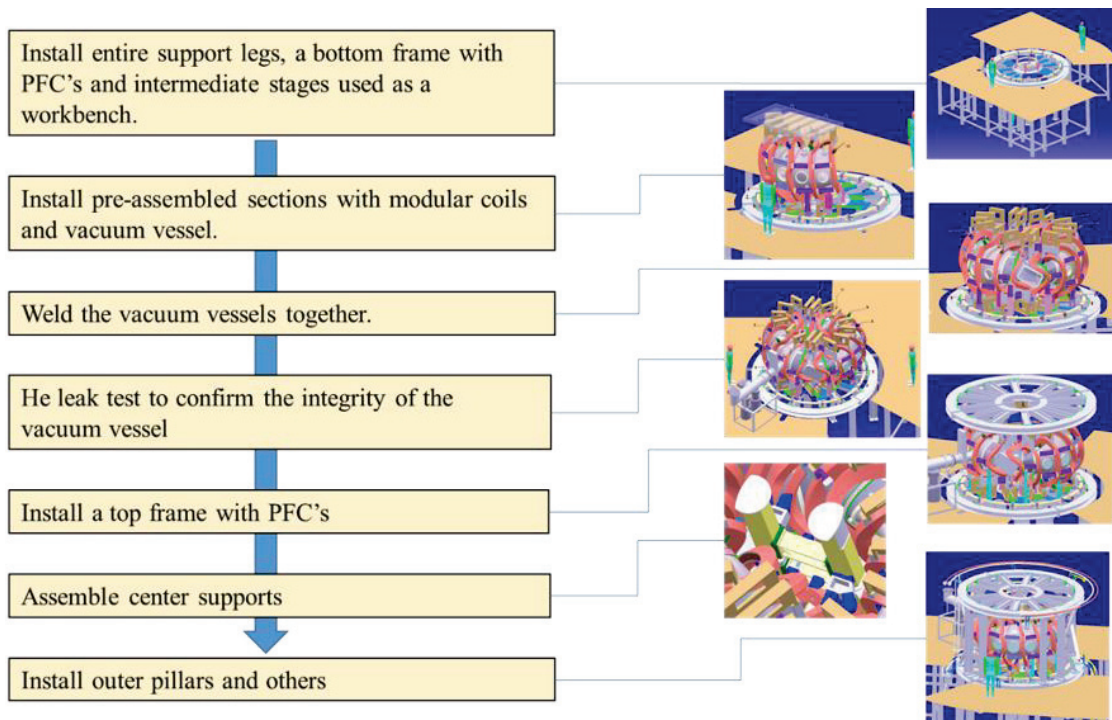 Install entire support legs, a bottom frame with
PFC's and intermediate stages used as a
workbench.
Install pre-assembled sections with modular coils
and vacuum vessel.
Weld the vacuum vessels together.
He leak test to confirm the integrity of the
vacuum vessel
Install a top frame with PFC's
Assemble center supports
Install outer pillars and others